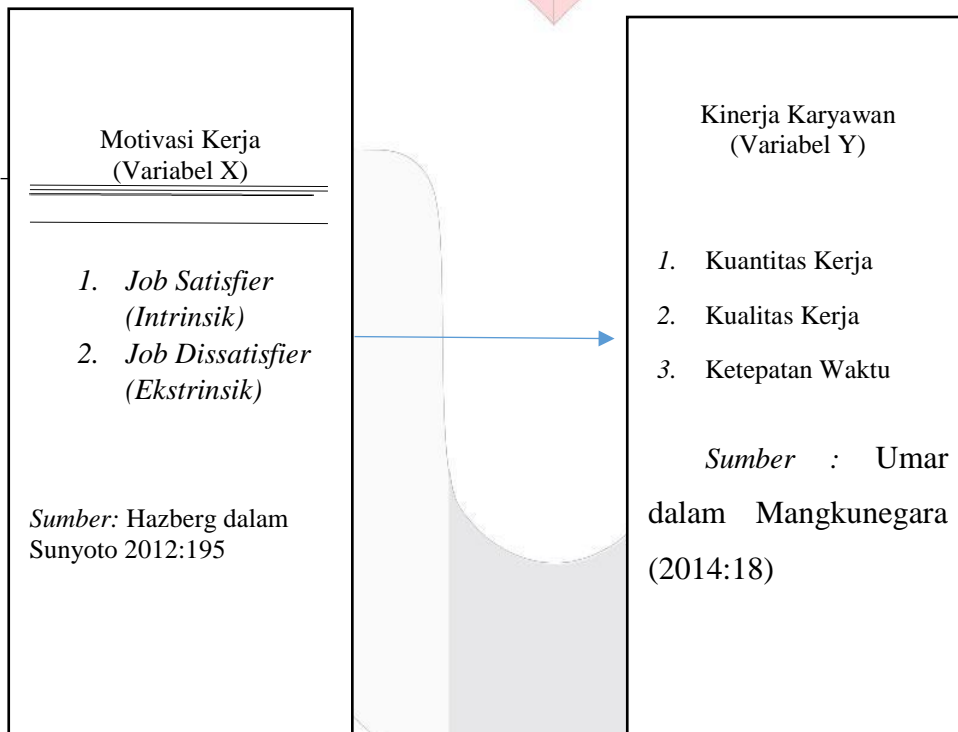 Motivasi Kerja
(Variabel X)
1. Job Satisfier
(Intrinsik)
2. Job Dissatisfier
(Ekstrinsik)
Sumber: Hazberg dalam
Sunyoto 2012:195
Kinerja Karyawan
(Variabel Y)
1. Kuantitas Kerja
2. Kualitas Kerja
3. Ketepatan Waktu
Sumber : Umar
dalam Mangkunegara
(2014:18)